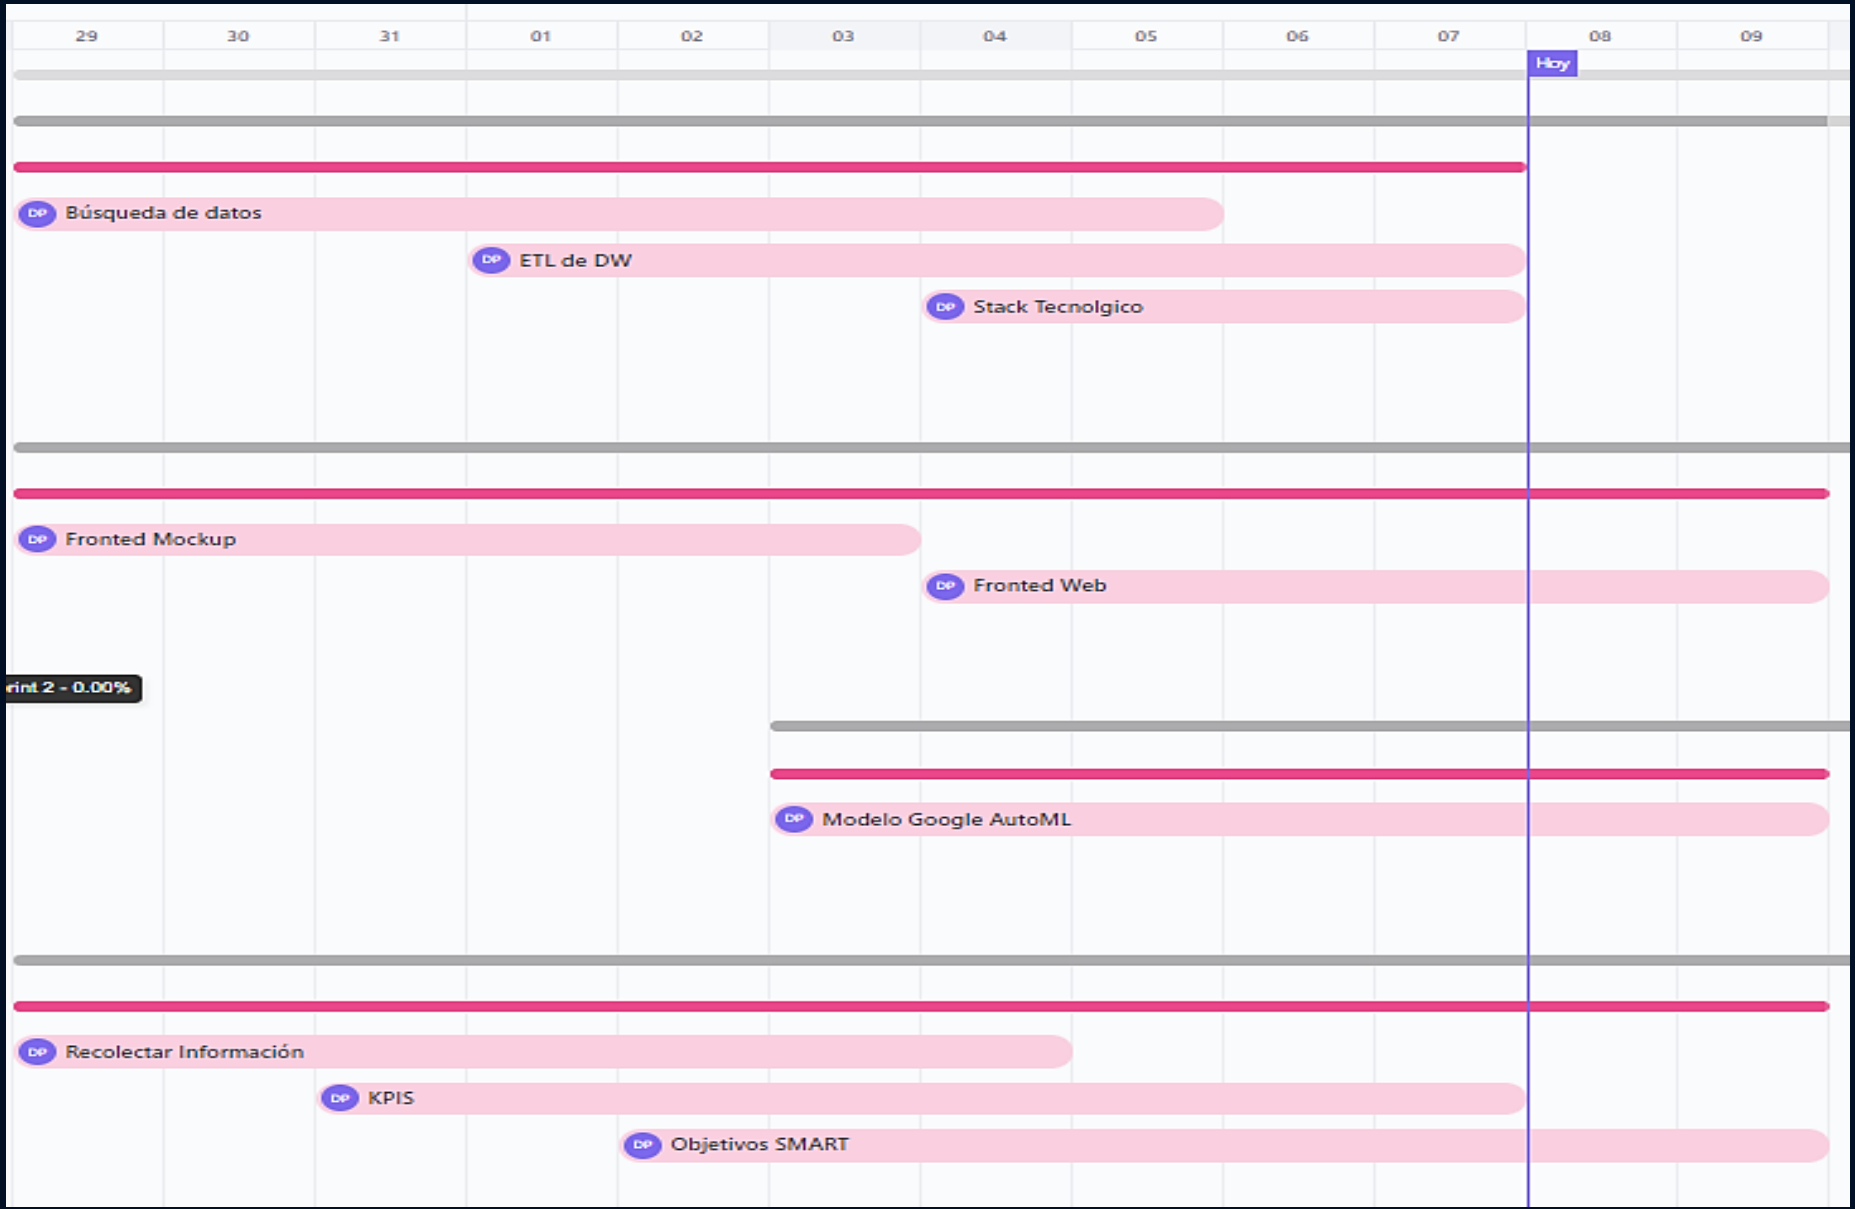 29 30 31 01 02 03 04 05 06 07 08 09
Hoy
DP Búsqueda de datos
DP ETL de DW
DP Stack Tecnolgico
DP Fronted Mockup
DP Fronted Web
rint 2 - 0.00%
DP Modelo Google AutoML
DP Recolectar Información
DP KPIS
DP Objetivos SMART